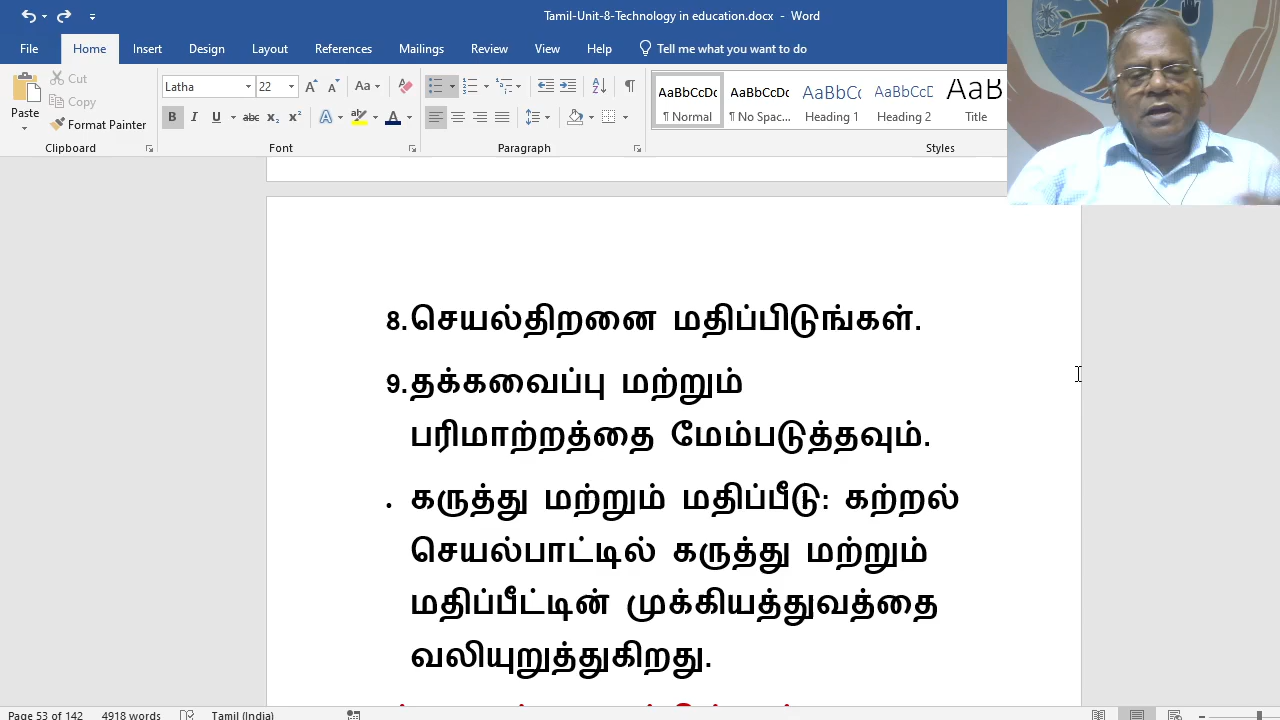 Tamil-Unit-8-Technology in education.docx - Word
File Home Insert Design Layout References Mailings Review View Help Tell me what you want to do
Paste
Cut
Copy
Format Painter
Latha 22
Aa
B I U abc x₂ x²
AaBbCcDc AaBbCcDc AaBbCc AaBbCcD AaB
¶ Normal ¶ No Spac... Heading 1 Heading 2 Title
Clipboard Font Paragraph Styles
8.செயல்திறனை மதிப்பிடுங்கள்.
9.தக்கவைப்பு மற்றும்
பரிமாற்றத்தை மேம்படுத்தவும்.
• கருத்து மற்றும் மதிப்பீடு: கற்றல்
செயல்பாட்டில் கருத்து மற்றும்
மதிப்பீட்டின் முக்கியத்துவத்தை
வலியுறுத்துகிறது.
Page 53 of 142 4918 words Tamil (India)